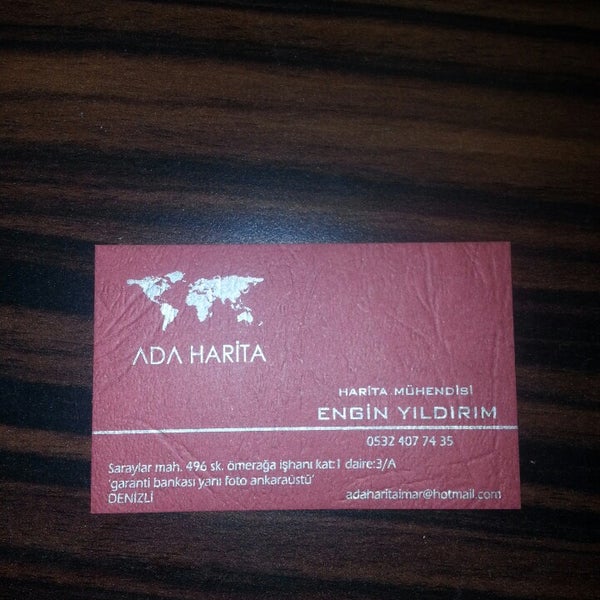 ADA HARİTA
HARİTA MÜHENDİSİ
ENGİN YILDIRIM
0532 407 74 35
Saraylar mah. 496 sk. ömerağa işhanı kat:1 daire:3/A
'garanti bankası yanı foto ankaraüstü'
DENİZLİ
adaharitaimar@hotmail.com